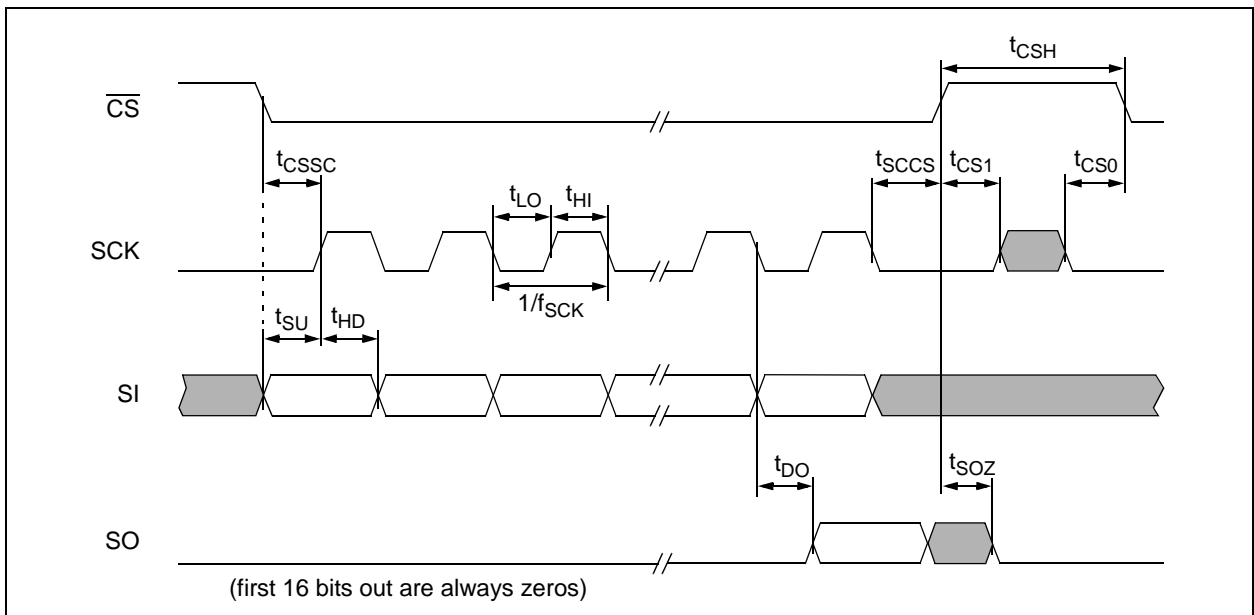 tCSH
CS
tCSSC
tSCCS
tCS1
tCS0
tLO
tHI
SCK
1/fSCK
tSU
tHD
SI
tDO
tSOZ
SO
(first 16 bits out are always zeros)